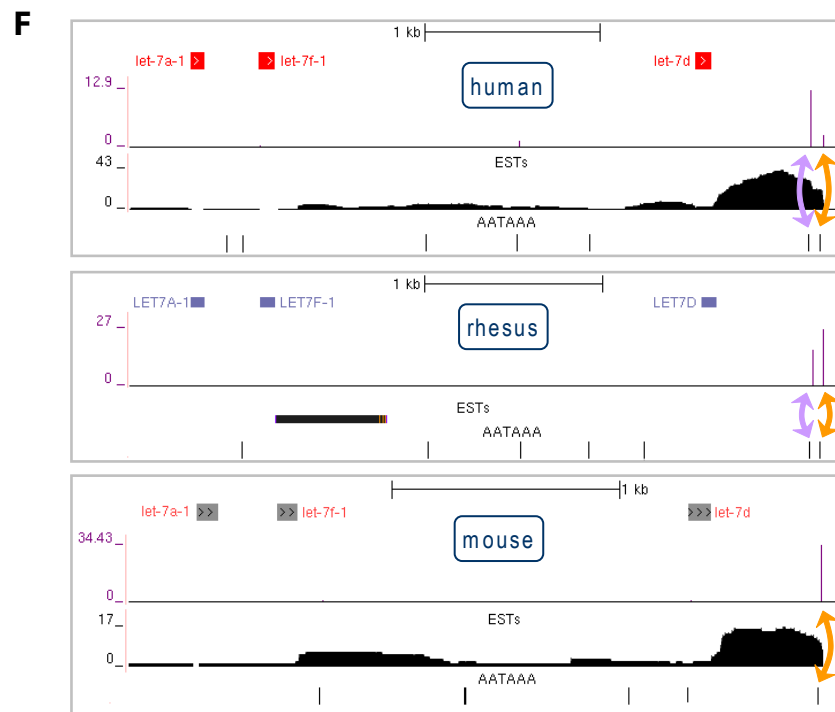 F
1 kb
let-7a-1 > > let-7f-1 let-7d >
human
12.9
0
ESTs
43
0
AATAAA
1 kb
LET7A-1 LET7F-1 LET7D
rhesus
27
0
ESTs
AATAAA
1 kb
let-7a-1 >> >> let-7f-1 >>> let-7d
mouse
34.43
0
ESTs
17
0
AATAAA